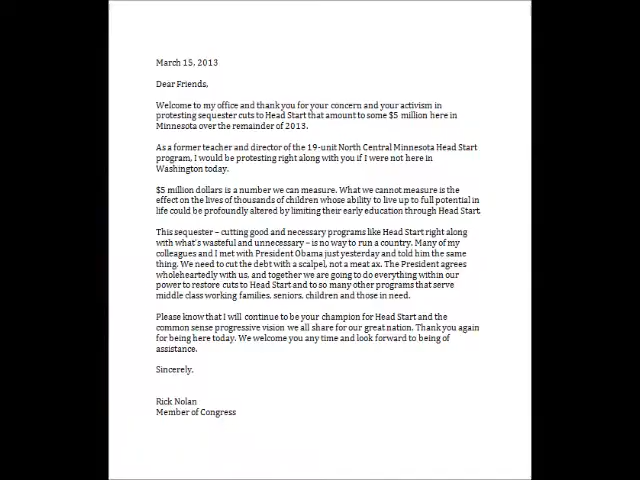 March 15, 2013
Dear Friends,
Welcome to my office and thank you for your concern and your activism in
protesting sequester cuts to Head Start that amount to some $5 million here in
Minnesota over the remainder of 2013.
As a former teacher and director of the 19-unit North Central Minnesota Head Start
program, I would be protesting right along with you if I were not here in
Washington today.
$5 million dollars is a number we can measure. What we cannot measure is the
effect on the lives of thousands of children whose ability to live up to full potential in
life could be profoundly altered by limiting their early education through Head Start.
This sequester – cutting good and necessary programs like Head Start right along
with what's wasteful and unnecessary – is no way to run a country. Many of my
colleagues and I met with President Obama just yesterday and told him the same
thing. We need to cut the debt with a scalpel, not a meat ax. The President agrees
wholeheartedly with us, and together we are going to do everything within our
power to restore cuts to Head Start and to so many other programs that serve
middle class working families, seniors, children and those in need.
Please know that I will continue to be your champion for Head Start and the
common sense progressive vision we all share for our great nation. Thank you again
for being here today. We welcome you any time and look forward to being of
assistance.
Sincerely,
Rick Nolan
Member of Congress